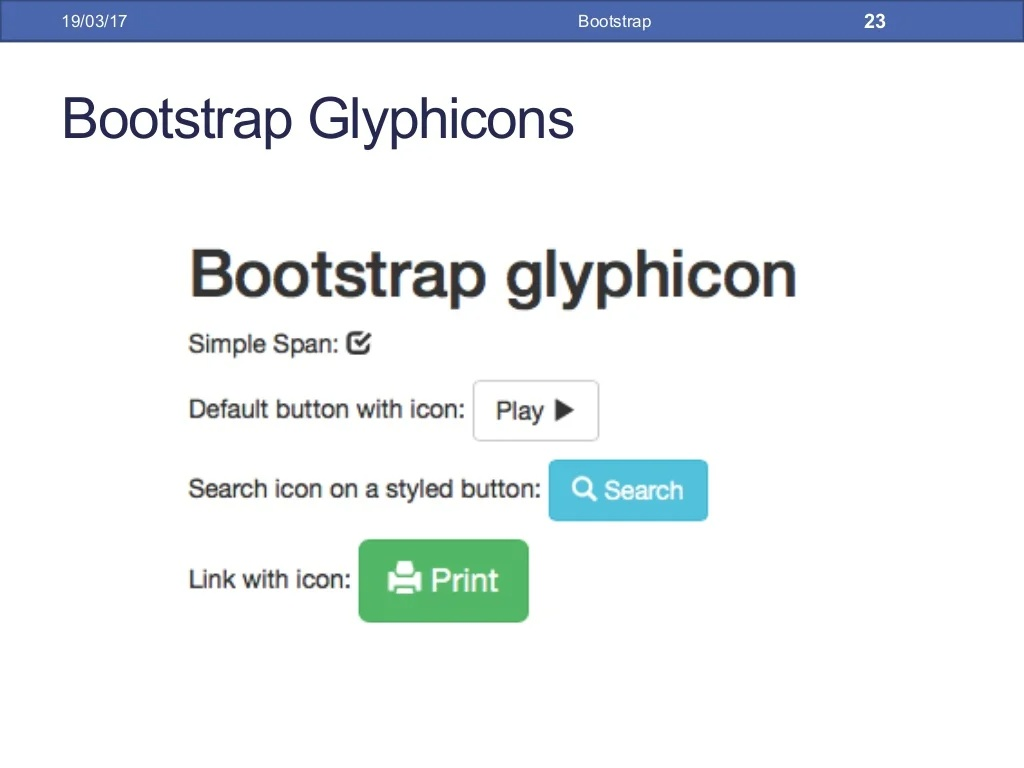 19/03/17 Bootstrap 23
Bootstrap Glyphicons
Bootstrap glyphicon
Simple Span:
Default button with icon: Play
Search icon on a styled button: Search
Link with icon: Print